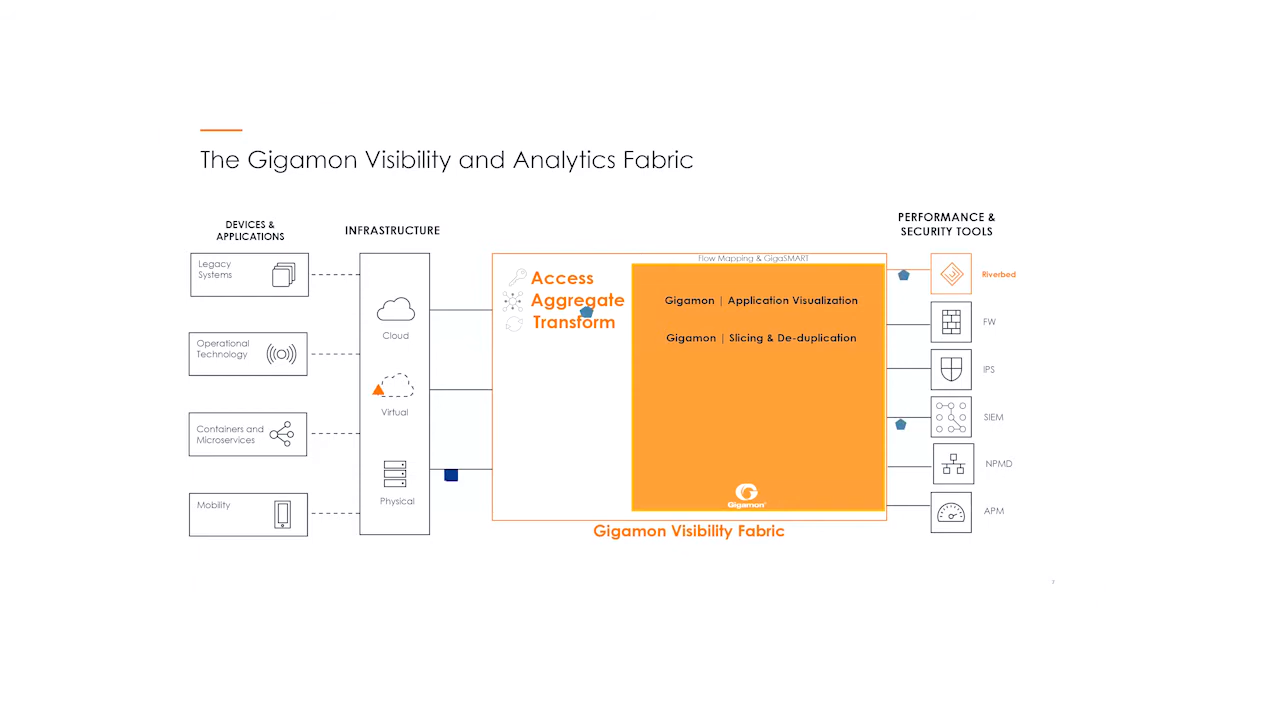 The Gigamon Visibility and Analytics Fabric
DEVICES &
APPLICATIONS
INFRASTRUCTURE
PERFORMANCE &
SECURITY TOOLS
Legacy
Systems
Operational
Technology
Containers and
Microservices
Mobility
Cloud
Virtual
Physical
Access
Aggregate
Transform
Flow Mapping & GigaSMART
Gigamon | Application Visualization
Gigamon | Slicing & De-duplication
Gigamon
Gigamon Visibility Fabric
Riverbed
FW
IPS
SIEM
NPMD
APM
7